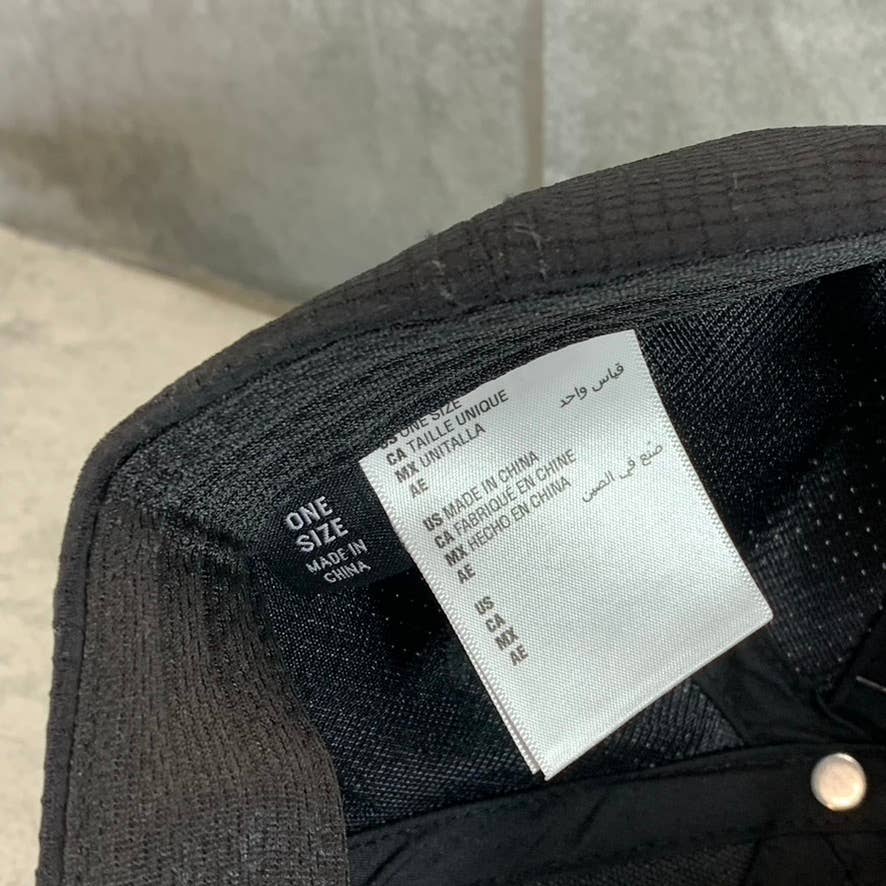 ONE
SIZE
MADE IN
CHINA
US ONE SIZE
CA TAILLE UNIQUE
MX UNITALLA
AE قياس واحد
US MADE IN CHINA
CA FABRIQUÉ EN CHINE
MX HECHO EN CHINA
AE صنع في الصين
US
CA
MX
AE